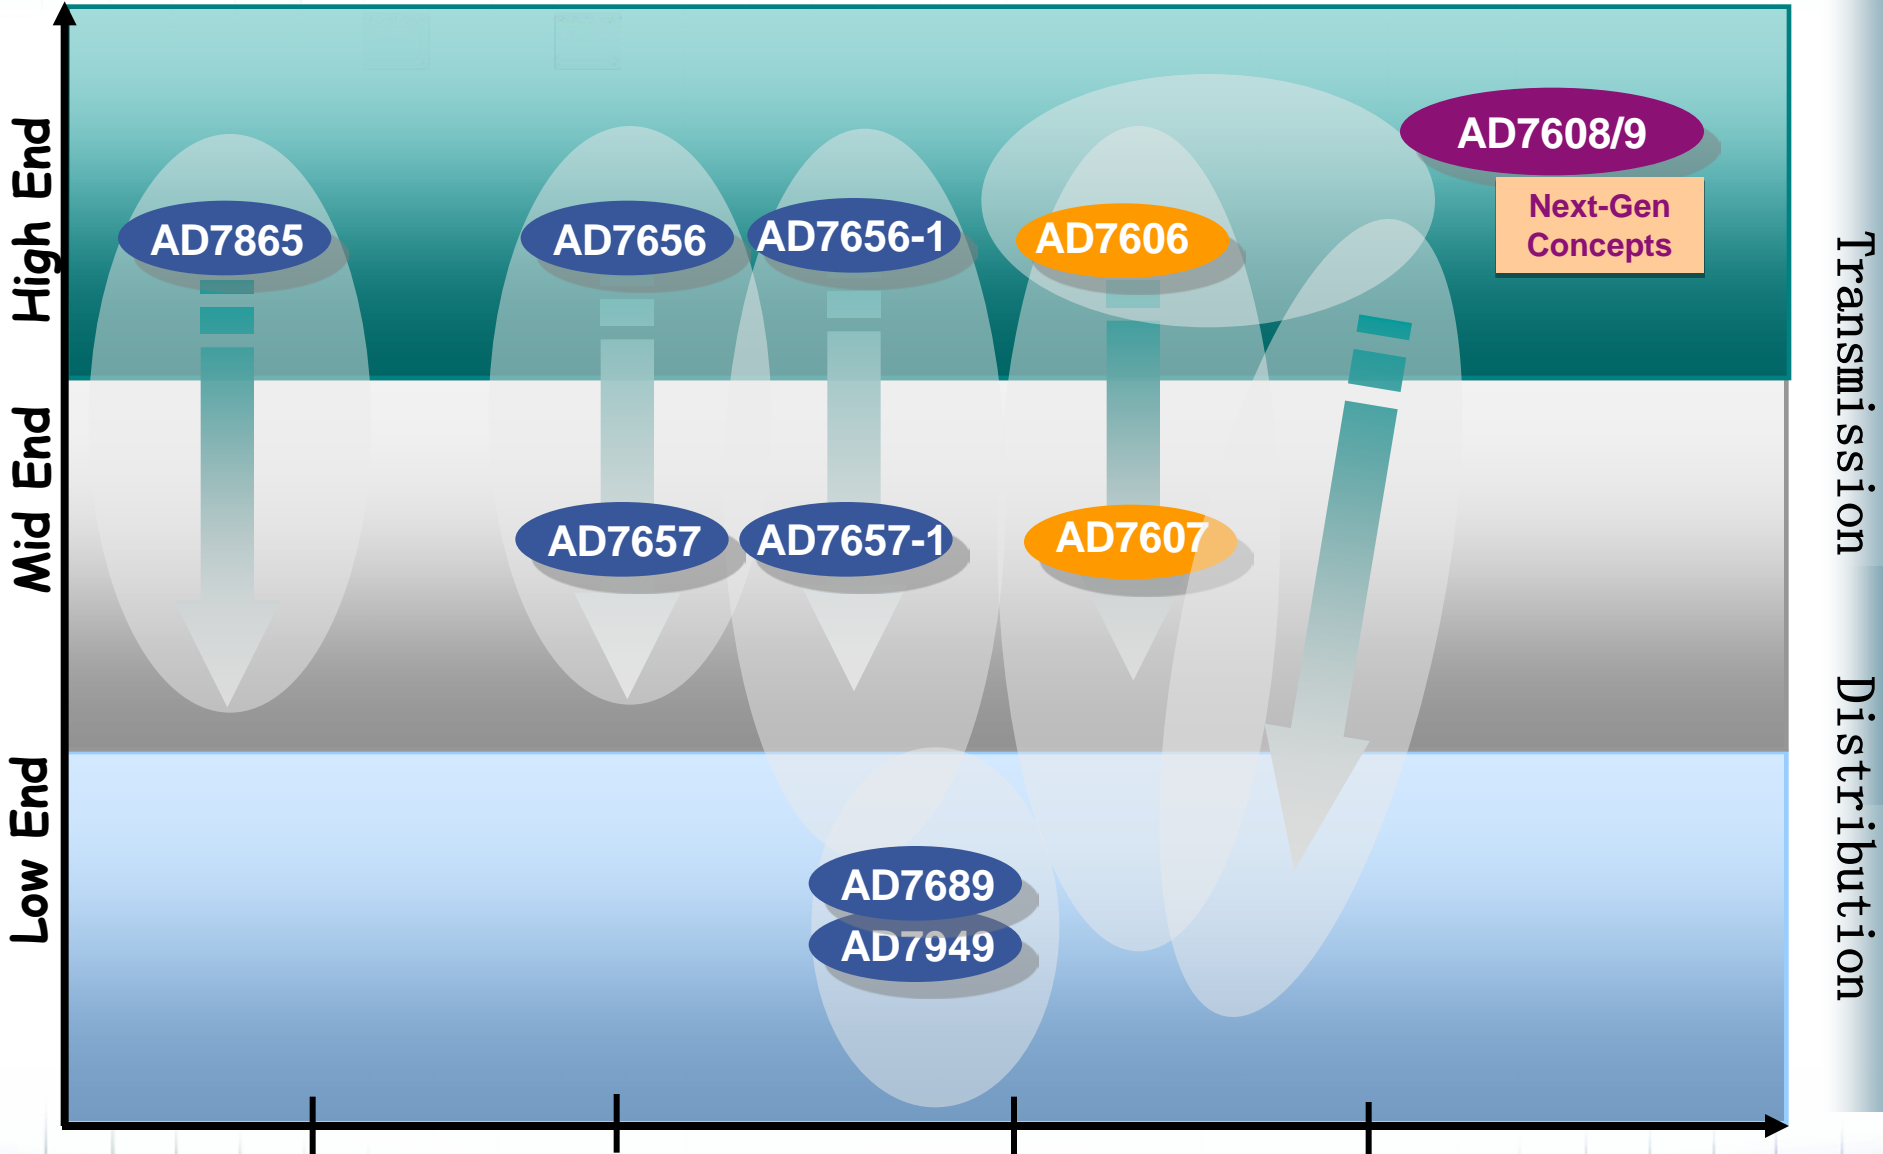 High End
Mid End
Low End
AD7865
AD7656
AD7656-1
AD7606
AD7608/9
Next-Gen
Concepts
AD7657
AD7657-1
AD7607
AD7689
AD7949
Transmission
Distribution